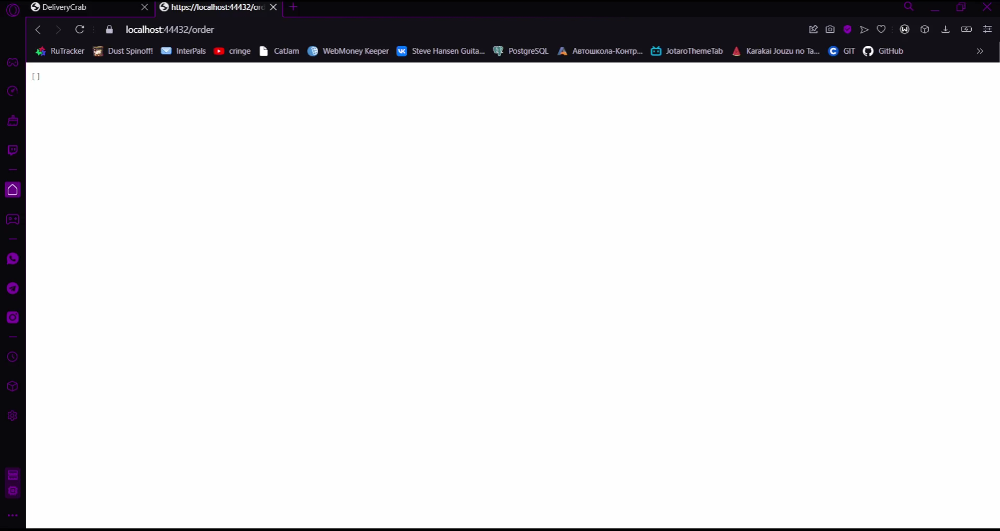 DeliveryCrab
https://localhost:44432/ord
localhost:44432/order
RuTracker
Dust Spinoff!
InterPals
cringe
CatJam
WebMoney Keeper
Steve Hansen Guita...
PostgreSQL
Автошкола-Контр...
JotaroThemeTab
Karakai Jouzu no Ta...
GIT
GitHub
[]